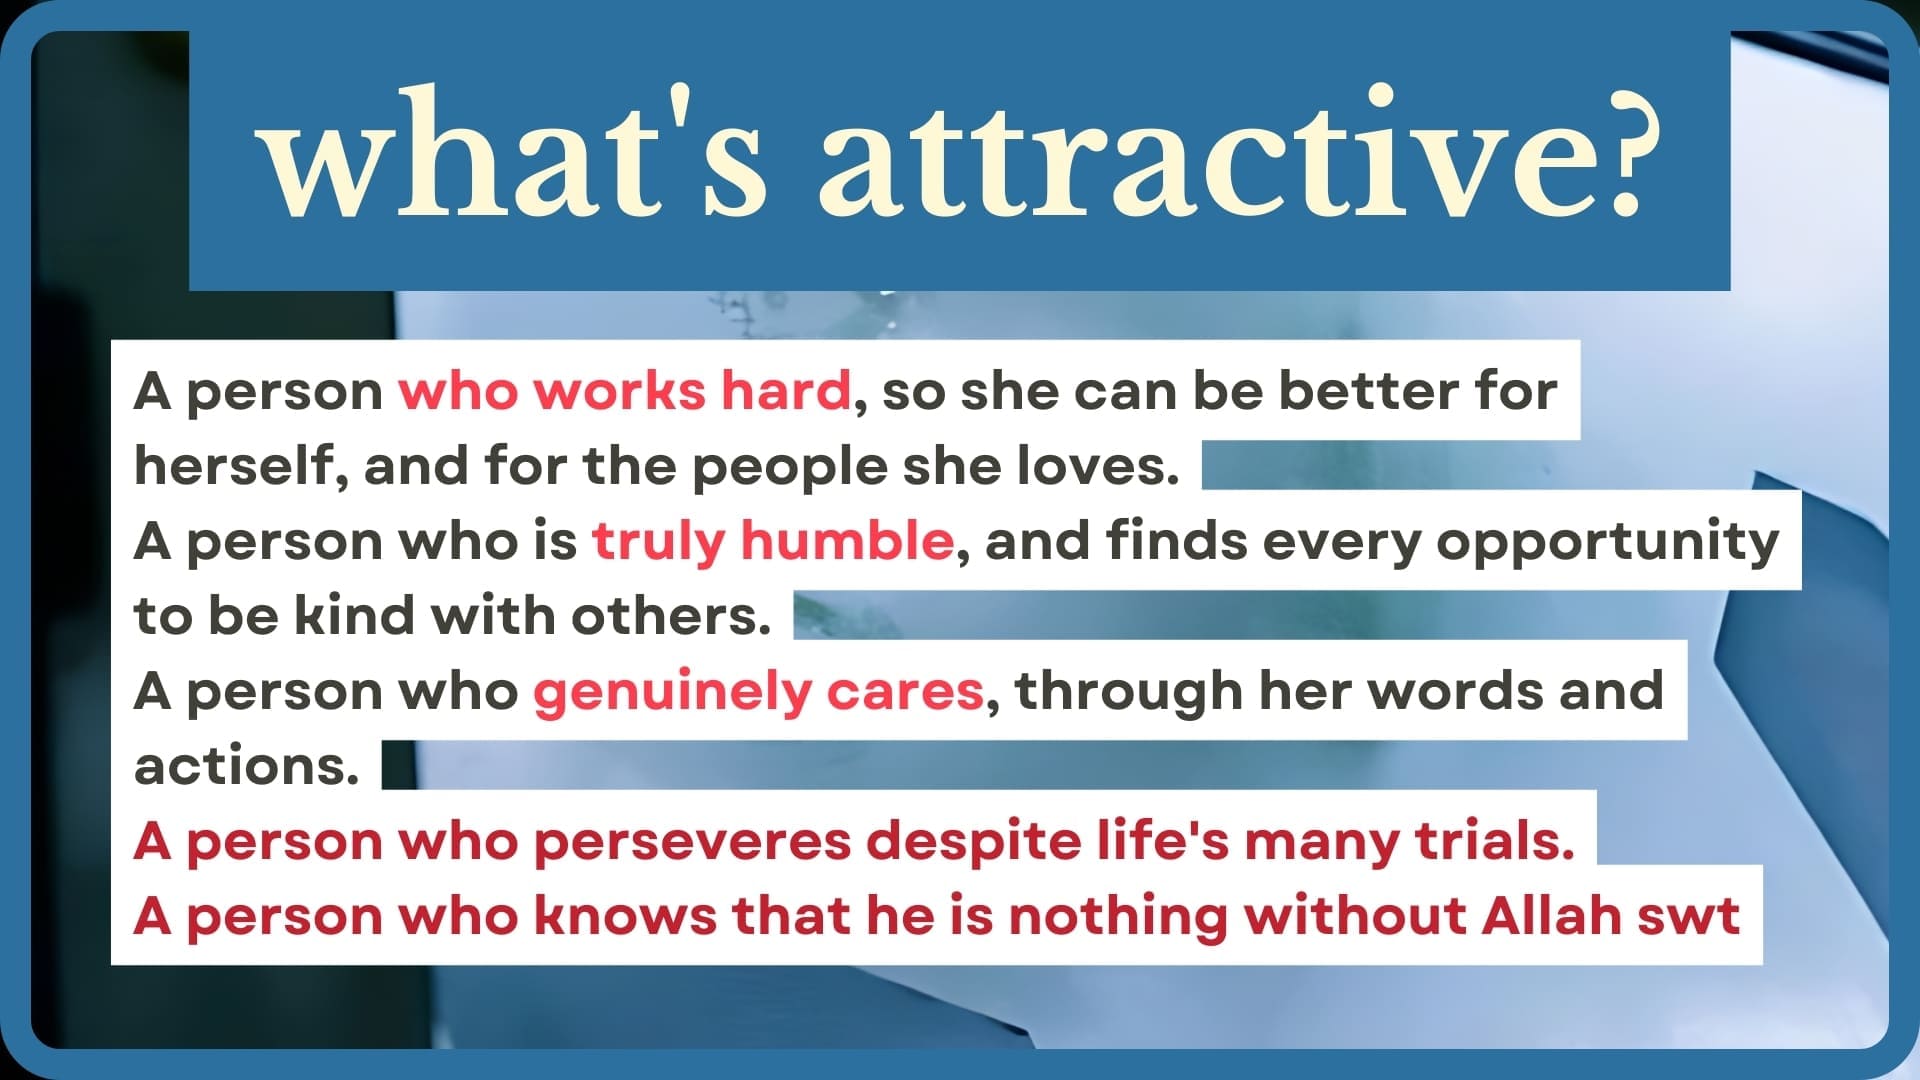 what's attractive?
A person who works hard, so she can be better for
herself, and for the people she loves.
A person who is truly humble, and finds every opportunity
to be kind with others.
A person who genuinely cares, through her words and
actions.
A person who perseveres despite life's many trials.
A person who knows that he is nothing without Allah swt